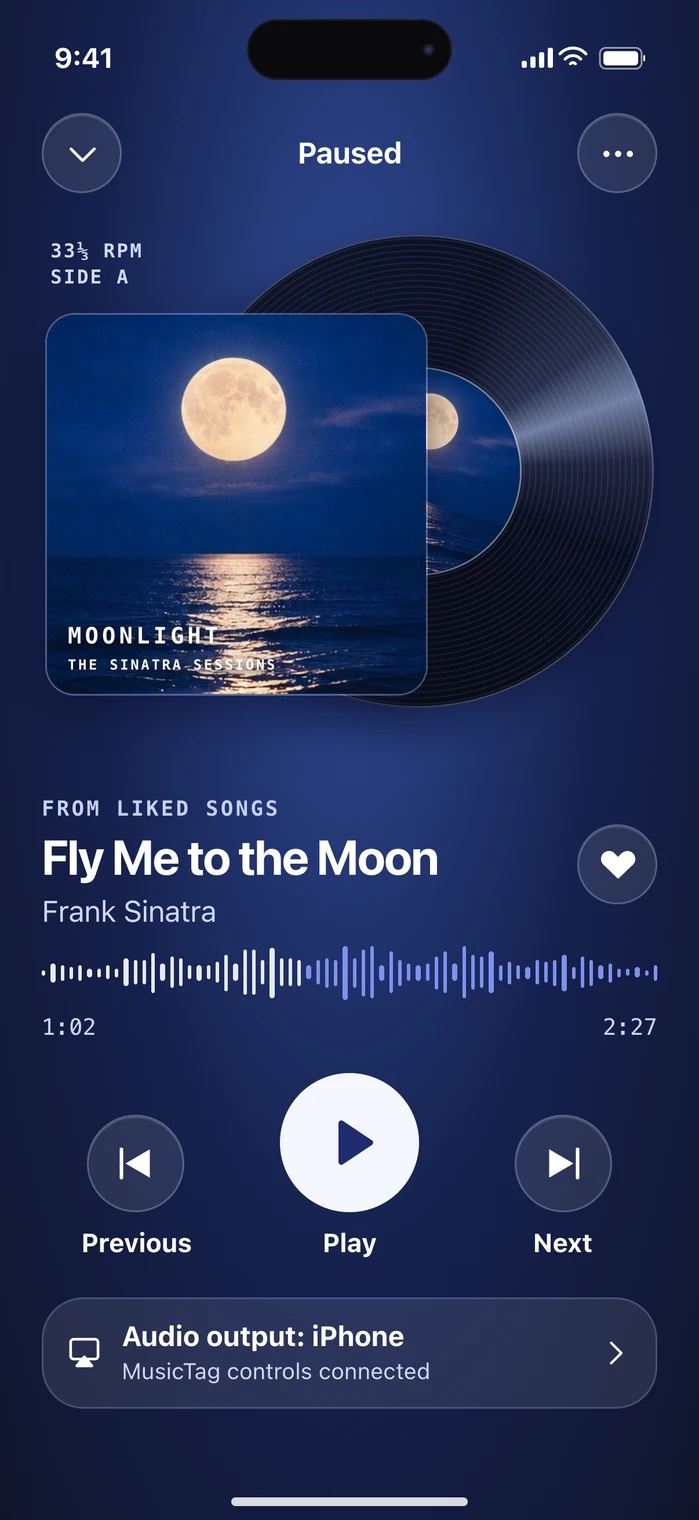 9:41
Paused
33⅓ RPM
SIDE A
MOONLIGHT
THE SINATRA SESSIONS
FROM LIKED SONGS
Fly Me to the Moon
Frank Sinatra
1:02
2:27
Previous
Play
Next
Audio output: iPhone
MusicTag controls connected